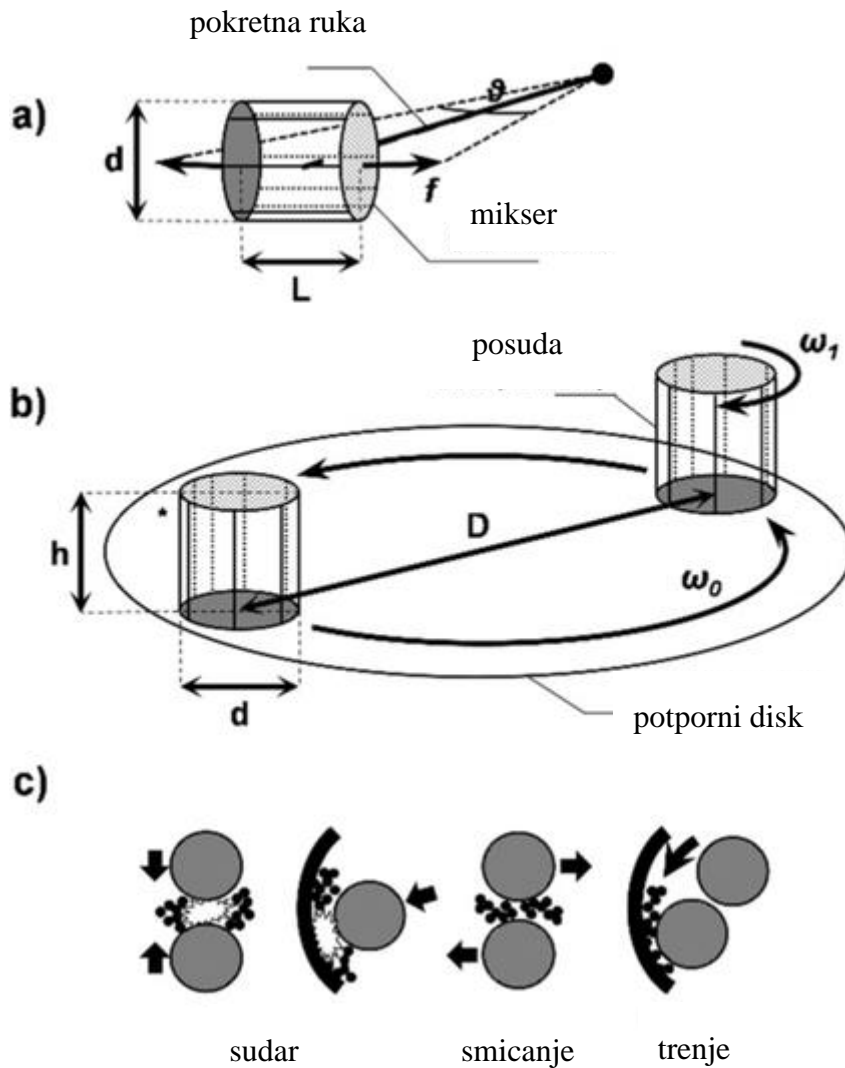 pokretna ruka
a)
ϑ
d
f
mikser
L
posuda
ω₁
b)
*
h
D
ω₀
d
potporni disk
c)
sudar smicanje trenje